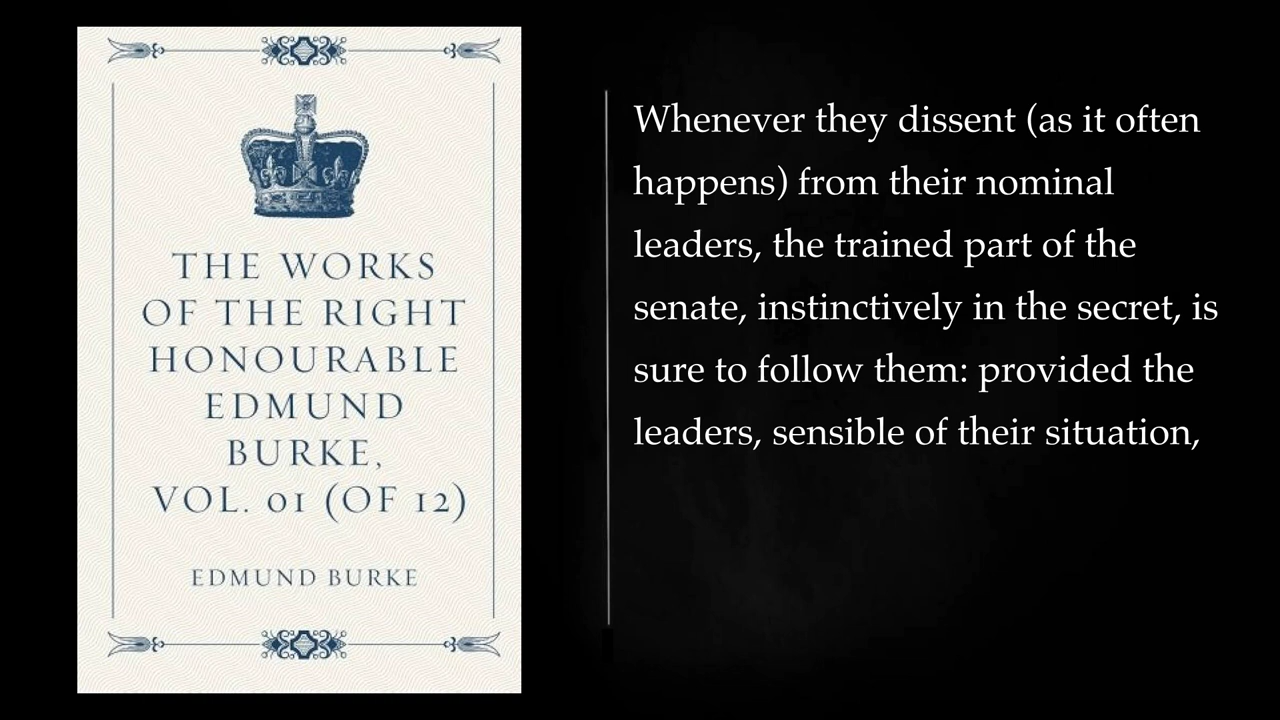 THE WORKS
OF THE RIGHT
HONOURABLE
EDMUND
BURKE,
VOL. 01 (OF 12)
EDMUND BURKE
Whenever they dissent (as it often
happens) from their nominal
leaders, the trained part of the
senate, instinctively in the secret, is
sure to follow them: provided the
leaders, sensible of their situation,